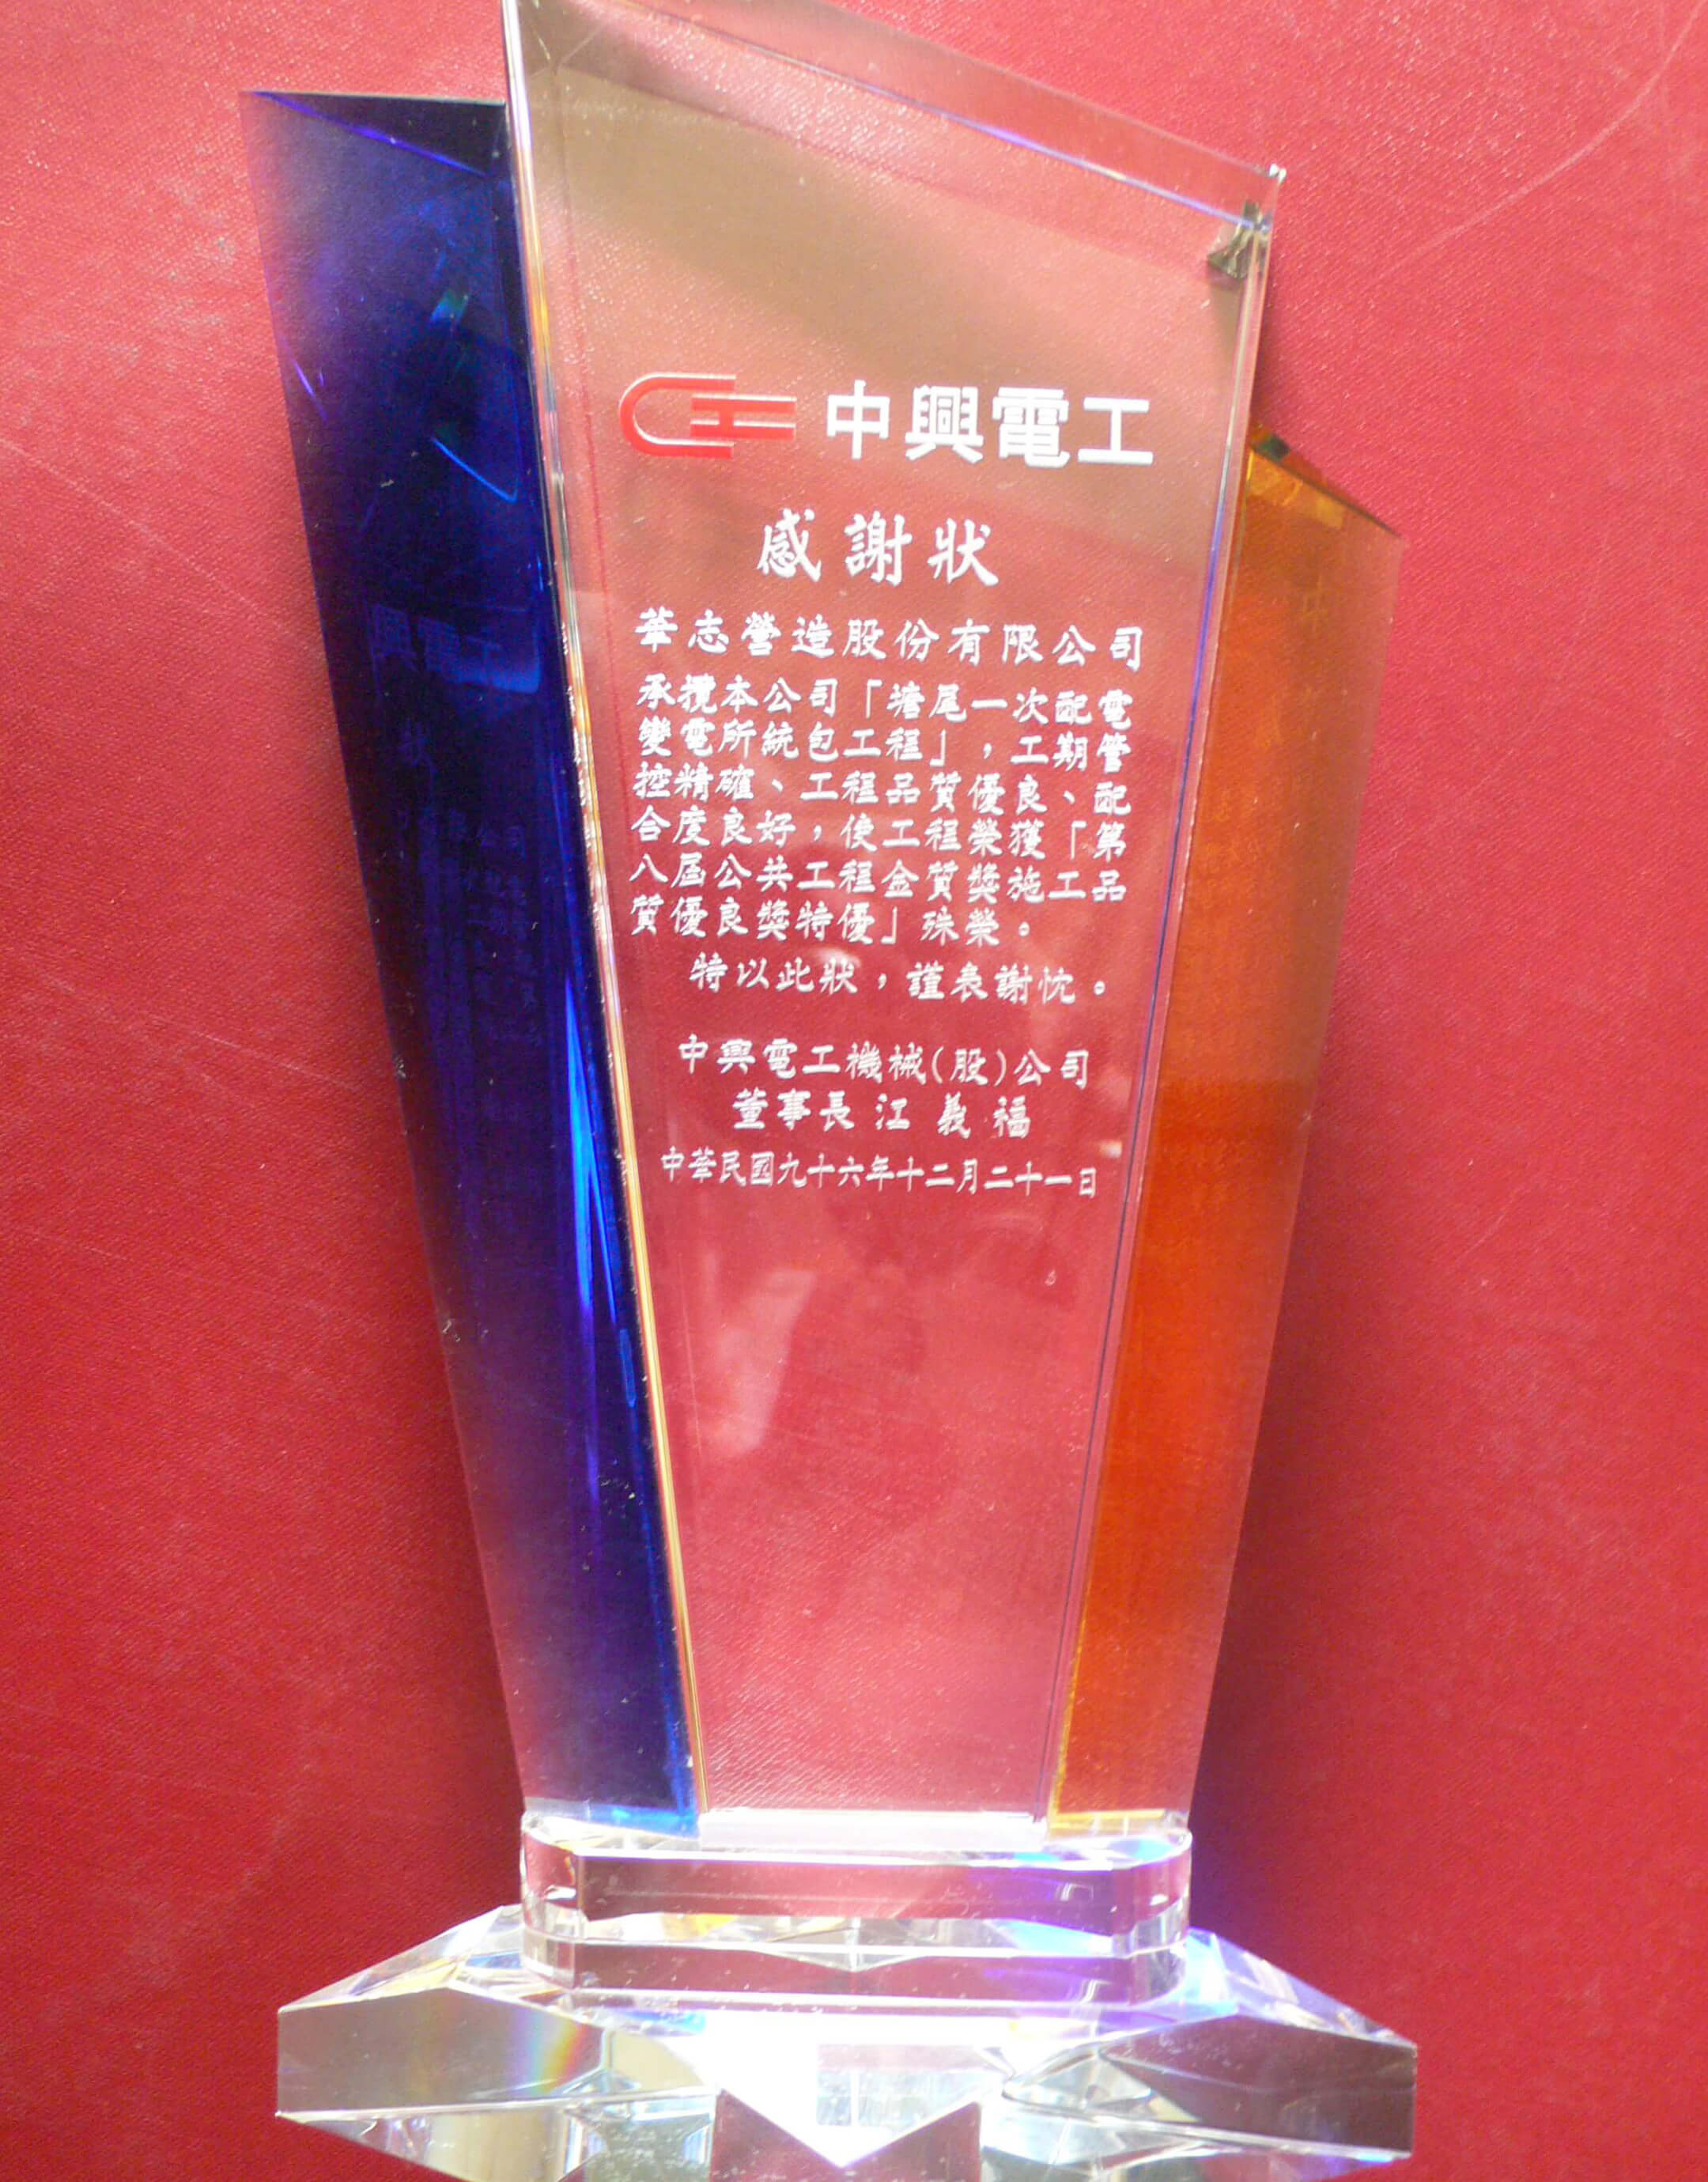 中興電工
感謝狀
華志營造股份有限公司
承攬本公司「塘尾一次配電
變電所統包工程」,工期管
控精確、工程品質優良、配
合度良好,使工程榮獲「第
八屆公共工程金質獎施工品
質優良獎特優」殊榮。
特以此狀,謹表謝忱。
中興電工機械(股)公司
董事長 江 義 福
中華民國九十六年十二月二十一日